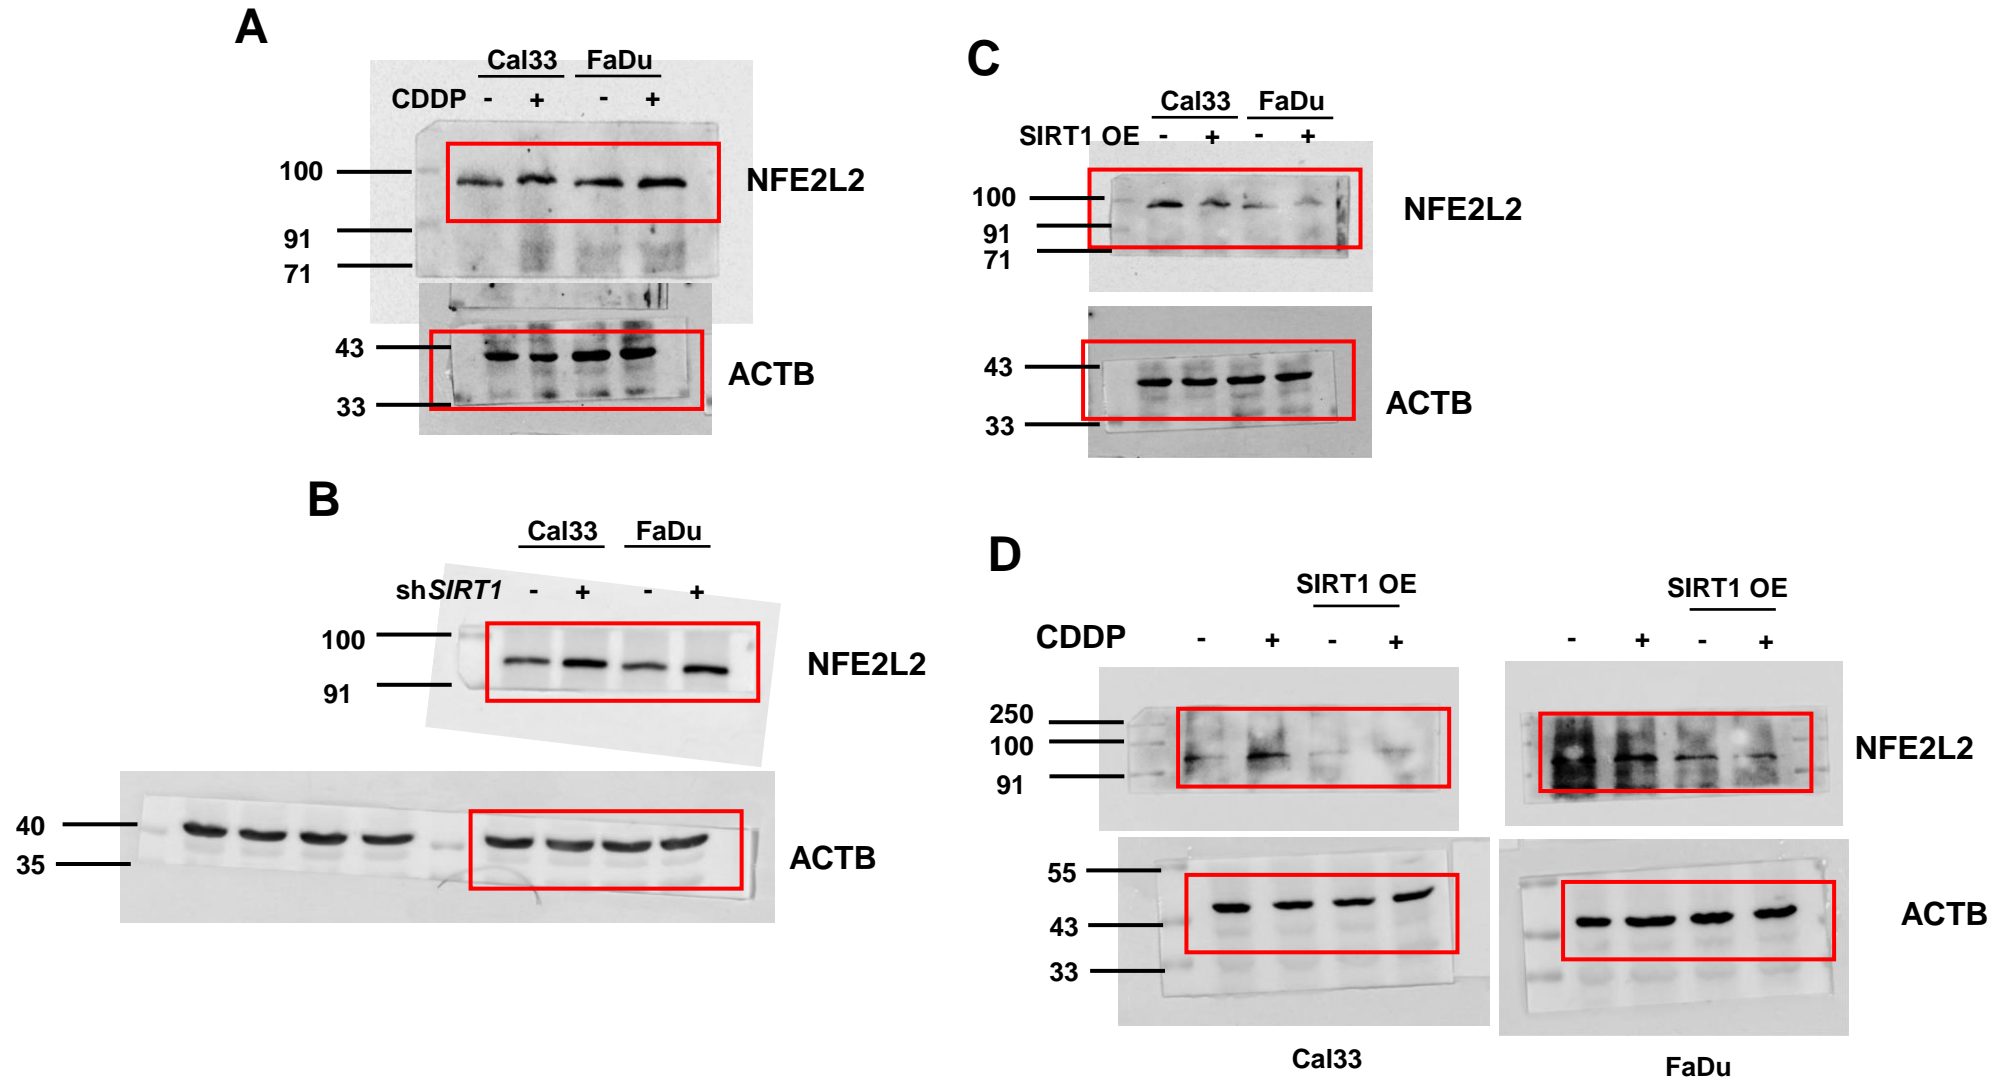 A
Cal33 FaDu
CDDP - + - +
100
NFE2L2
91
71
43
ACTB
33
B
Cal33 FaDu
shSIRT1 - + - +
100
NFE2L2
91
40
ACTB
35
C
Cal33 FaDu
SIRT1 OE - + - +
100
NFE2L2
91
71
43
ACTB
33
D
SIRT1 OE SIRT1 OE
CDDP - + - + - + - +
250
100
NFE2L2
91
55
ACTB
43
33
Cal33 FaDu